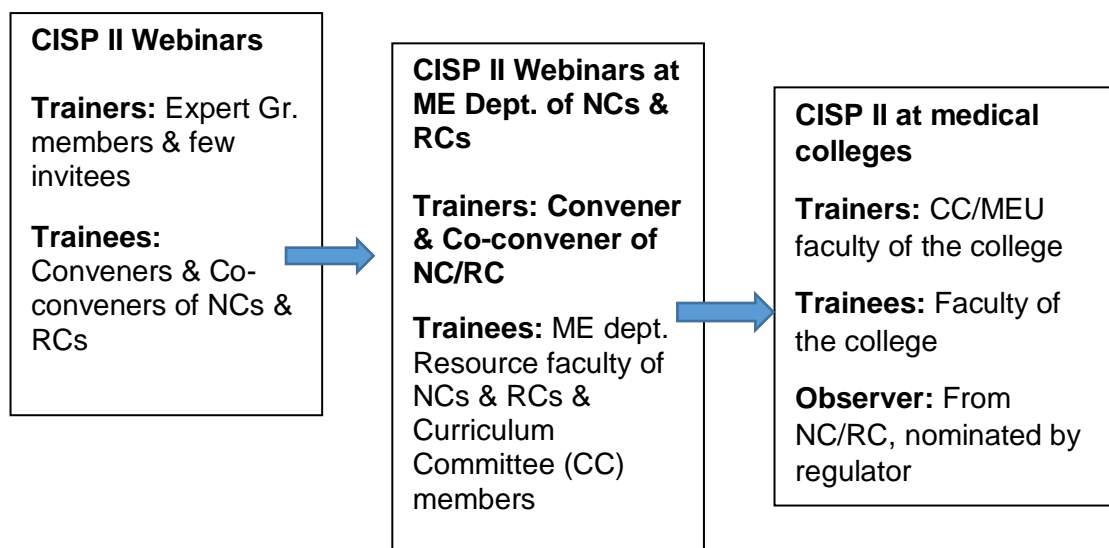 CISP II Webinars
Trainers: Expert Gr.
members & few
invitees
Trainees:
Conveners & Co-
conveners of NCs &
RCs
CISP II Webinars at
ME Dept. of NCs &
RCs
Trainers: Convener
& Co-convener of
NC/RC
Trainees: ME dept.
Resource faculty of
NCs & RCs &
Curriculum
Committee (CC)
members
CISP II at medical
colleges
Trainers: CC/MEU
faculty of the college
Trainees: Faculty of
the college
Observer: From
NC/RC, nominated by
regulator